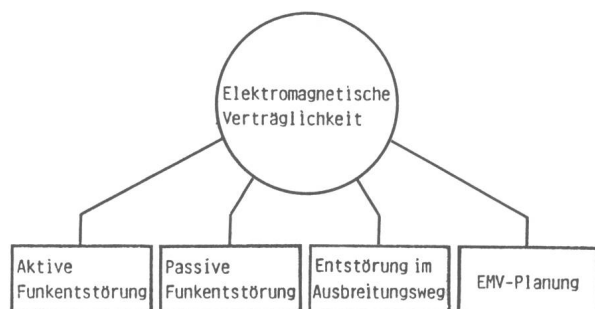 Elektromagnetische
Verträglichkeit
Aktive
Funkentstörung
Passive
Funkentstörung
Entstörung im
Ausbreitungsweg
EMV-Planung